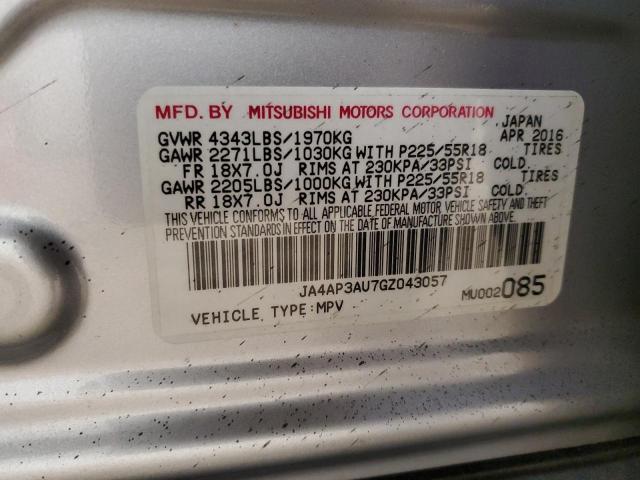 MFD. BY MITSUBISHI MOTORS CORPORATION JAPAN
GVWR 4343LBS/1970KG APR 2016
GAWR 2271LBS/1030KG WITH P225/55R18 TIRES
FR 18X7.0J RIMS AT 230KPA/33PSI COLD.
GAWR 2205LBS/1000KG WITH P225/55R18 TIRES
RR 18X7.0J RIMS AT 230KPA/33PSI COLD.
THIS VEHICLE CONFORMS TO ALL APPLICABLE FEDERAL MOTOR VEHICLE SAFETY AND THEFT
PREVENTION STANDARDS IN EFFECT ON THE DATE OF MANUFACTURE SHOWN ABOVE.
JA4AP3AU7GZ043057
MU002085
VEHICLE TYPE:MPV